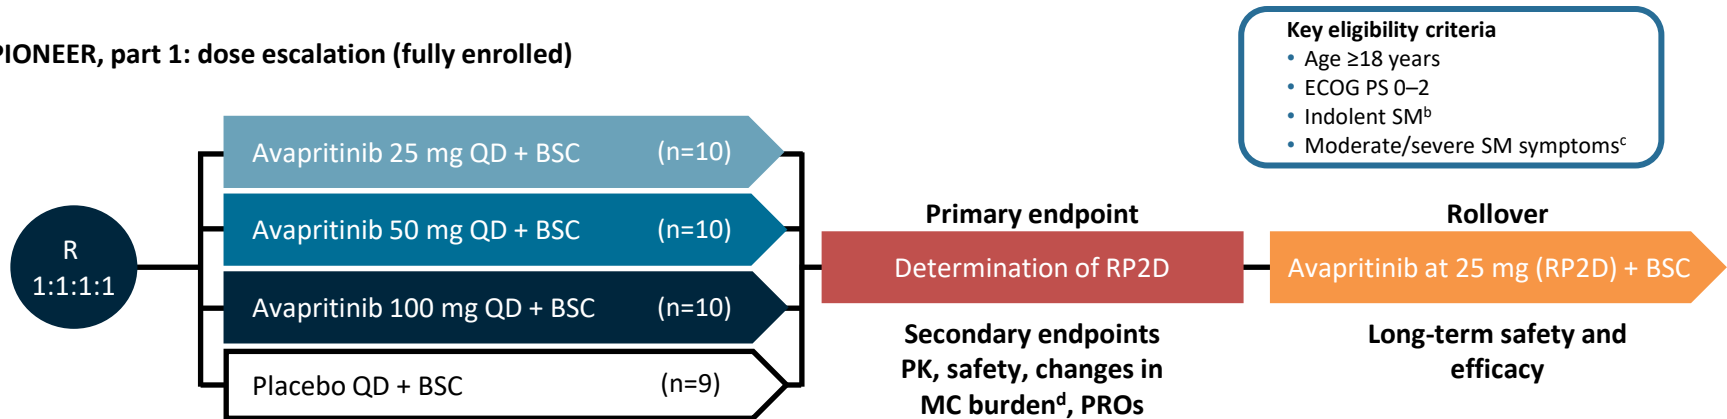 PIONEER, part 1: dose escalation (fully enrolled)
Key eligibility criteria
• Age ≥18 years
• ECOG PS 0–2
• Indolent SMᵇ
• Moderate/severe SM symptomsᶜ
R
1:1:1:1
Avapritinib 25 mg QD + BSC (n=10)
Avapritinib 50 mg QD + BSC (n=10)
Avapritinib 100 mg QD + BSC (n=10)
Placebo QD + BSC (n=9)
Primary endpoint
Determination of RP2D
Secondary endpoints
PK, safety, changes in
MC burdenᵈ, PROs
Rollover
Avapritinib at 25 mg (RP2D) + BSC
Long-term safety and
efficacy